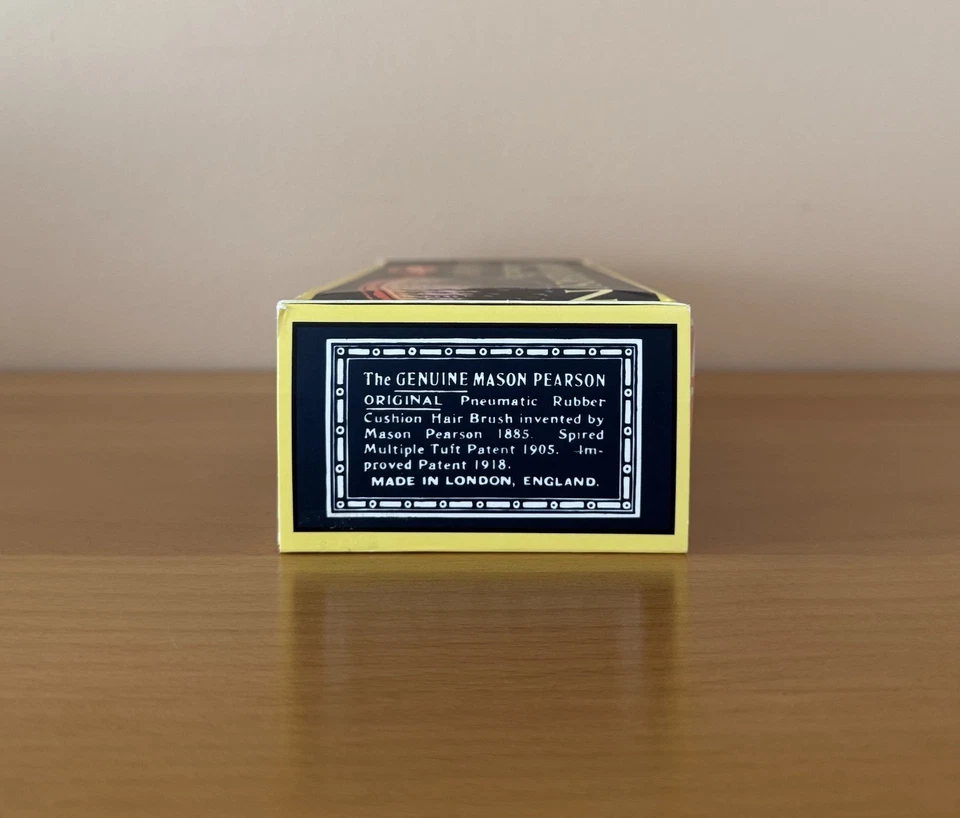 The GENUINE MASON PEARSON
ORIGINAL Pneumatic Rubber
Cushion Hair Brush invented by
Mason Pearson 1885. Spired
Multiple Tuft Patent 1905. Im-
proved Patent 1918.
MADE IN LONDON, ENGLAND.